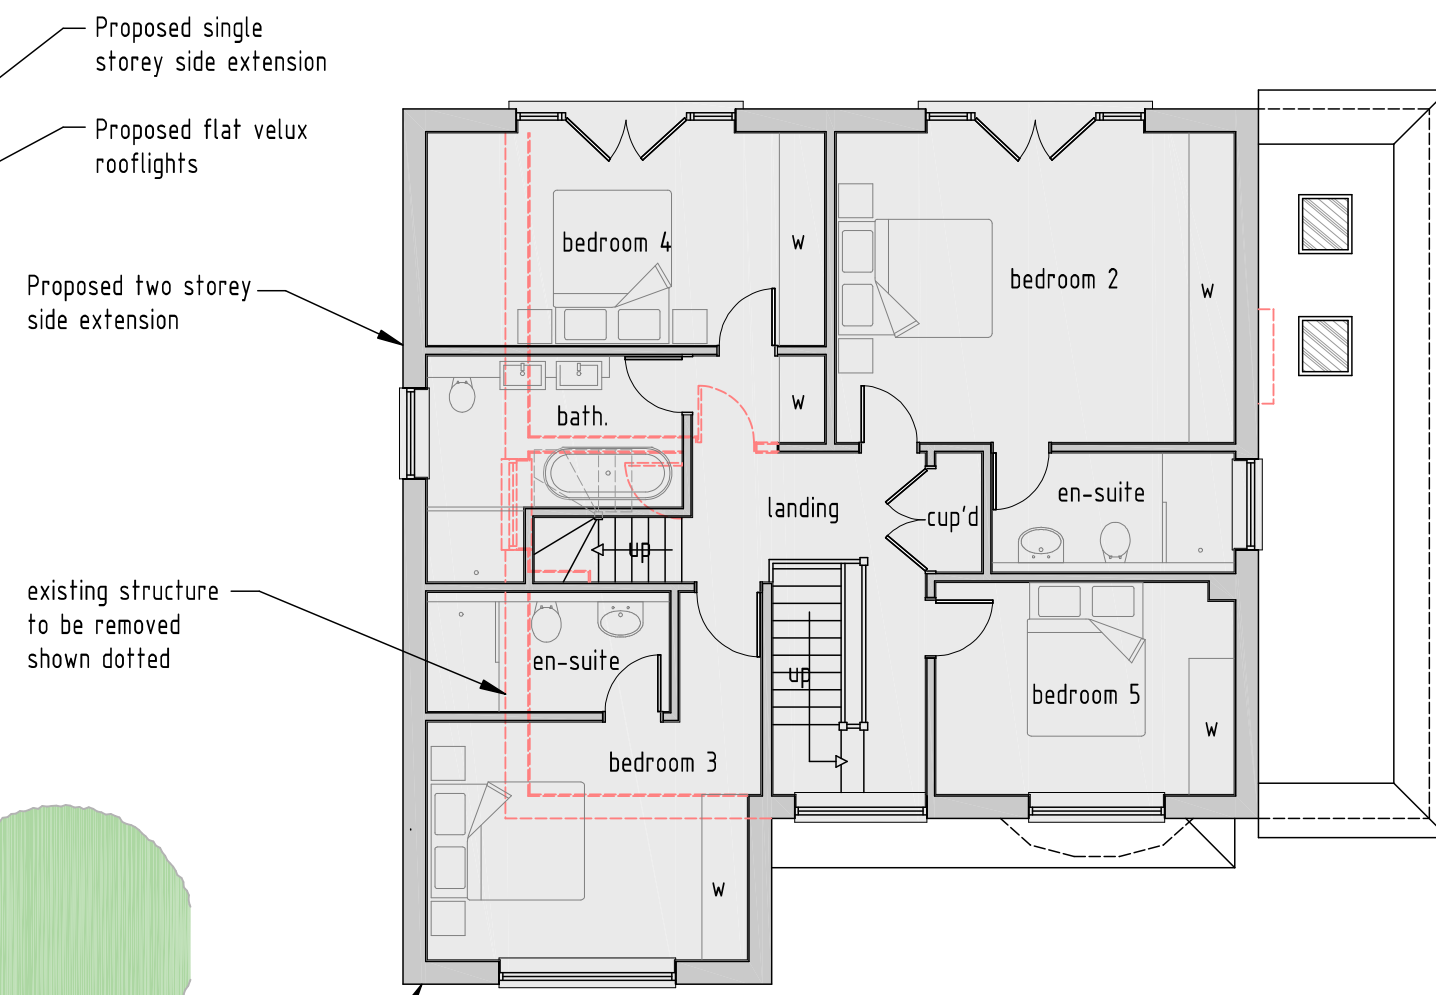 Proposed single
storey side extension
Proposed flat velux
rooflights
Proposed two storey
side extension
existing structure
to be removed
shown dotted
bedroom 4
w
bedroom 2
w
bath.
w
landing
cup'd
en-suite
up
en-suite
up
bedroom 5
w
bedroom 3
w